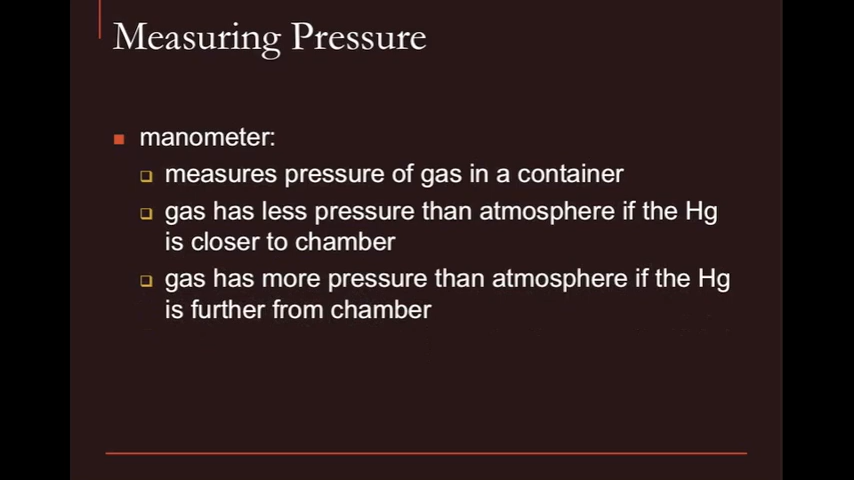 Measuring Pressure
manometer:
measures pressure of gas in a container
gas has less pressure than atmosphere if the Hg
is closer to chamber
gas has more pressure than atmosphere if the Hg
is further from chamber